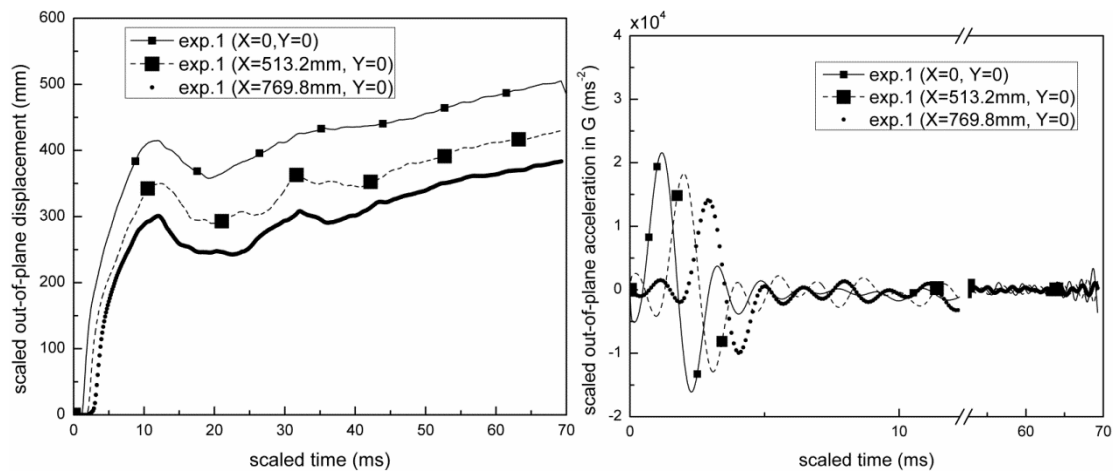 600
500
400
300
200
100
0
0 10 20 30 40 50 60 70
scaled out-of-plane displacement (mm)
scaled time (ms)
exp.1 (X=0,Y=0)
exp.1 (X=513.2mm, Y=0)
exp.1 (X=769.8mm, Y=0)
×10⁴
4
3
2
1
0
-1
-2
0 10 60 70
scaled out-of-plane acceleration in G (ms⁻²)
scaled time (ms)
exp.1 (X=0, Y=0)
exp.1 (X=513.2mm, Y=0)
exp.1 (X=769.8mm, Y=0)